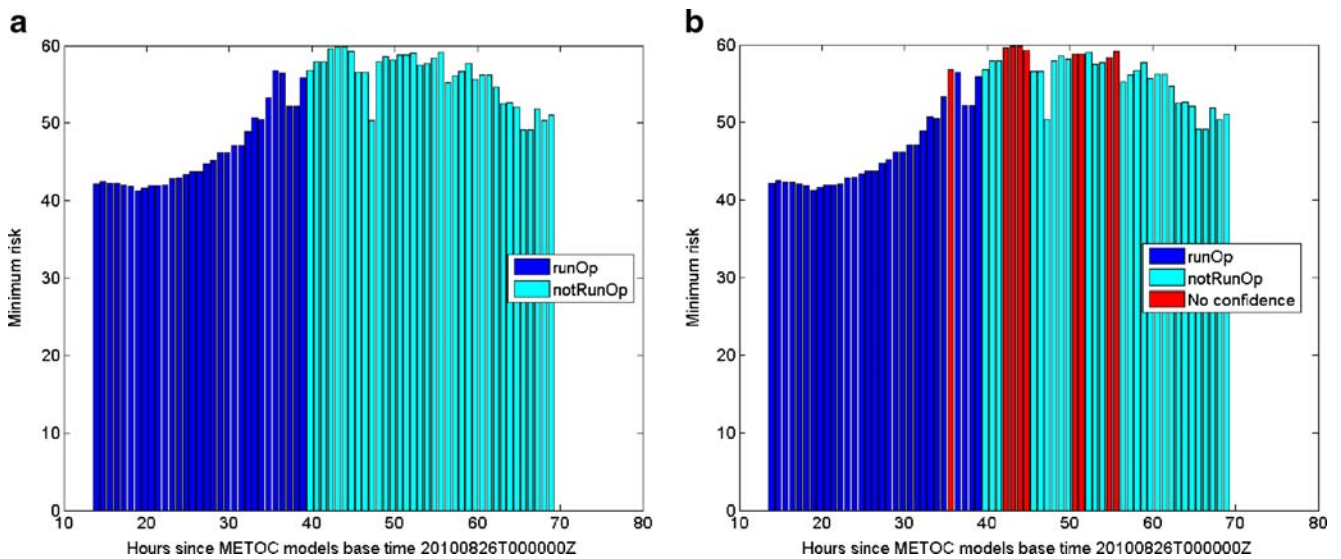 a
60
50
40
30
20
10
0
Minimum risk
10 20 30 40 50 60 70 80
Hours since METOC models base time 20100826T000000Z
runOp
notRunOp
b
60
50
40
30
20
10
0
Minimum risk
10 20 30 40 50 60 70 80
Hours since METOC models base time 20100826T000000Z
runOp
notRunOp
No confidence